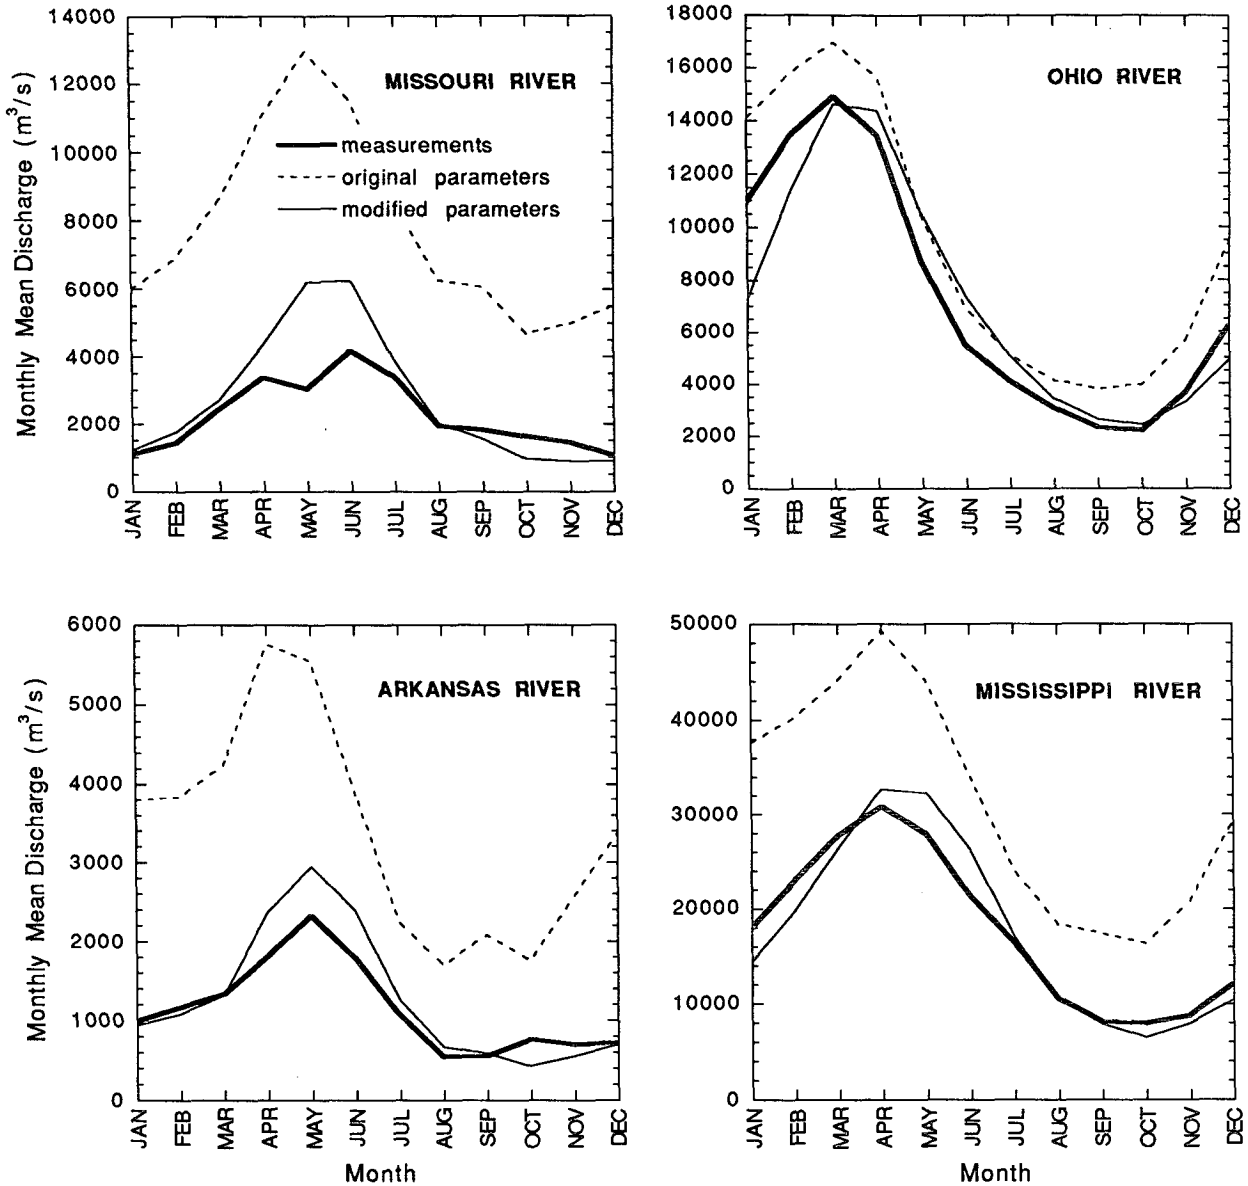 Monthly Mean Discharge (m³/s)
14000
12000
10000
8000
6000
4000
2000
0
MISSOURI RIVER
measurements
original parameters
modified parameters
JAN FEB MAR APR MAY JUN JUL AUG SEP OCT NOV DEC
18000
16000
14000
12000
10000
8000
6000
4000
2000
0
OHIO RIVER
JAN FEB MAR APR MAY JUN JUL AUG SEP OCT NOV DEC
Monthly Mean Discharge (m³/s)
6000
5000
4000
3000
2000
1000
0
ARKANSAS RIVER
JAN FEB MAR APR MAY JUN JUL AUG SEP OCT NOV DEC
Month
50000
40000
30000
20000
10000
0
MISSISSIPPI RIVER
JAN FEB MAR APR MAY JUN JUL AUG SEP OCT NOV DEC
Month